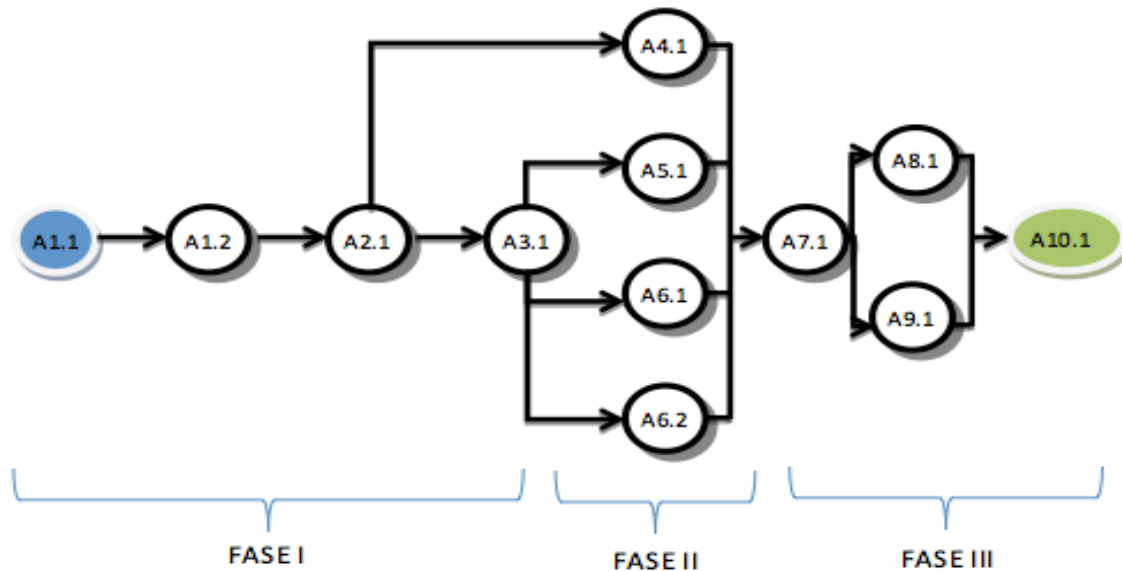 A4.1
A5.1
A1.1
A1.2
A2.1
A3.1
A6.1
A6.2
A7.1
A8.1
A9.1
A10.1
FASE I
FASE II
FASE III